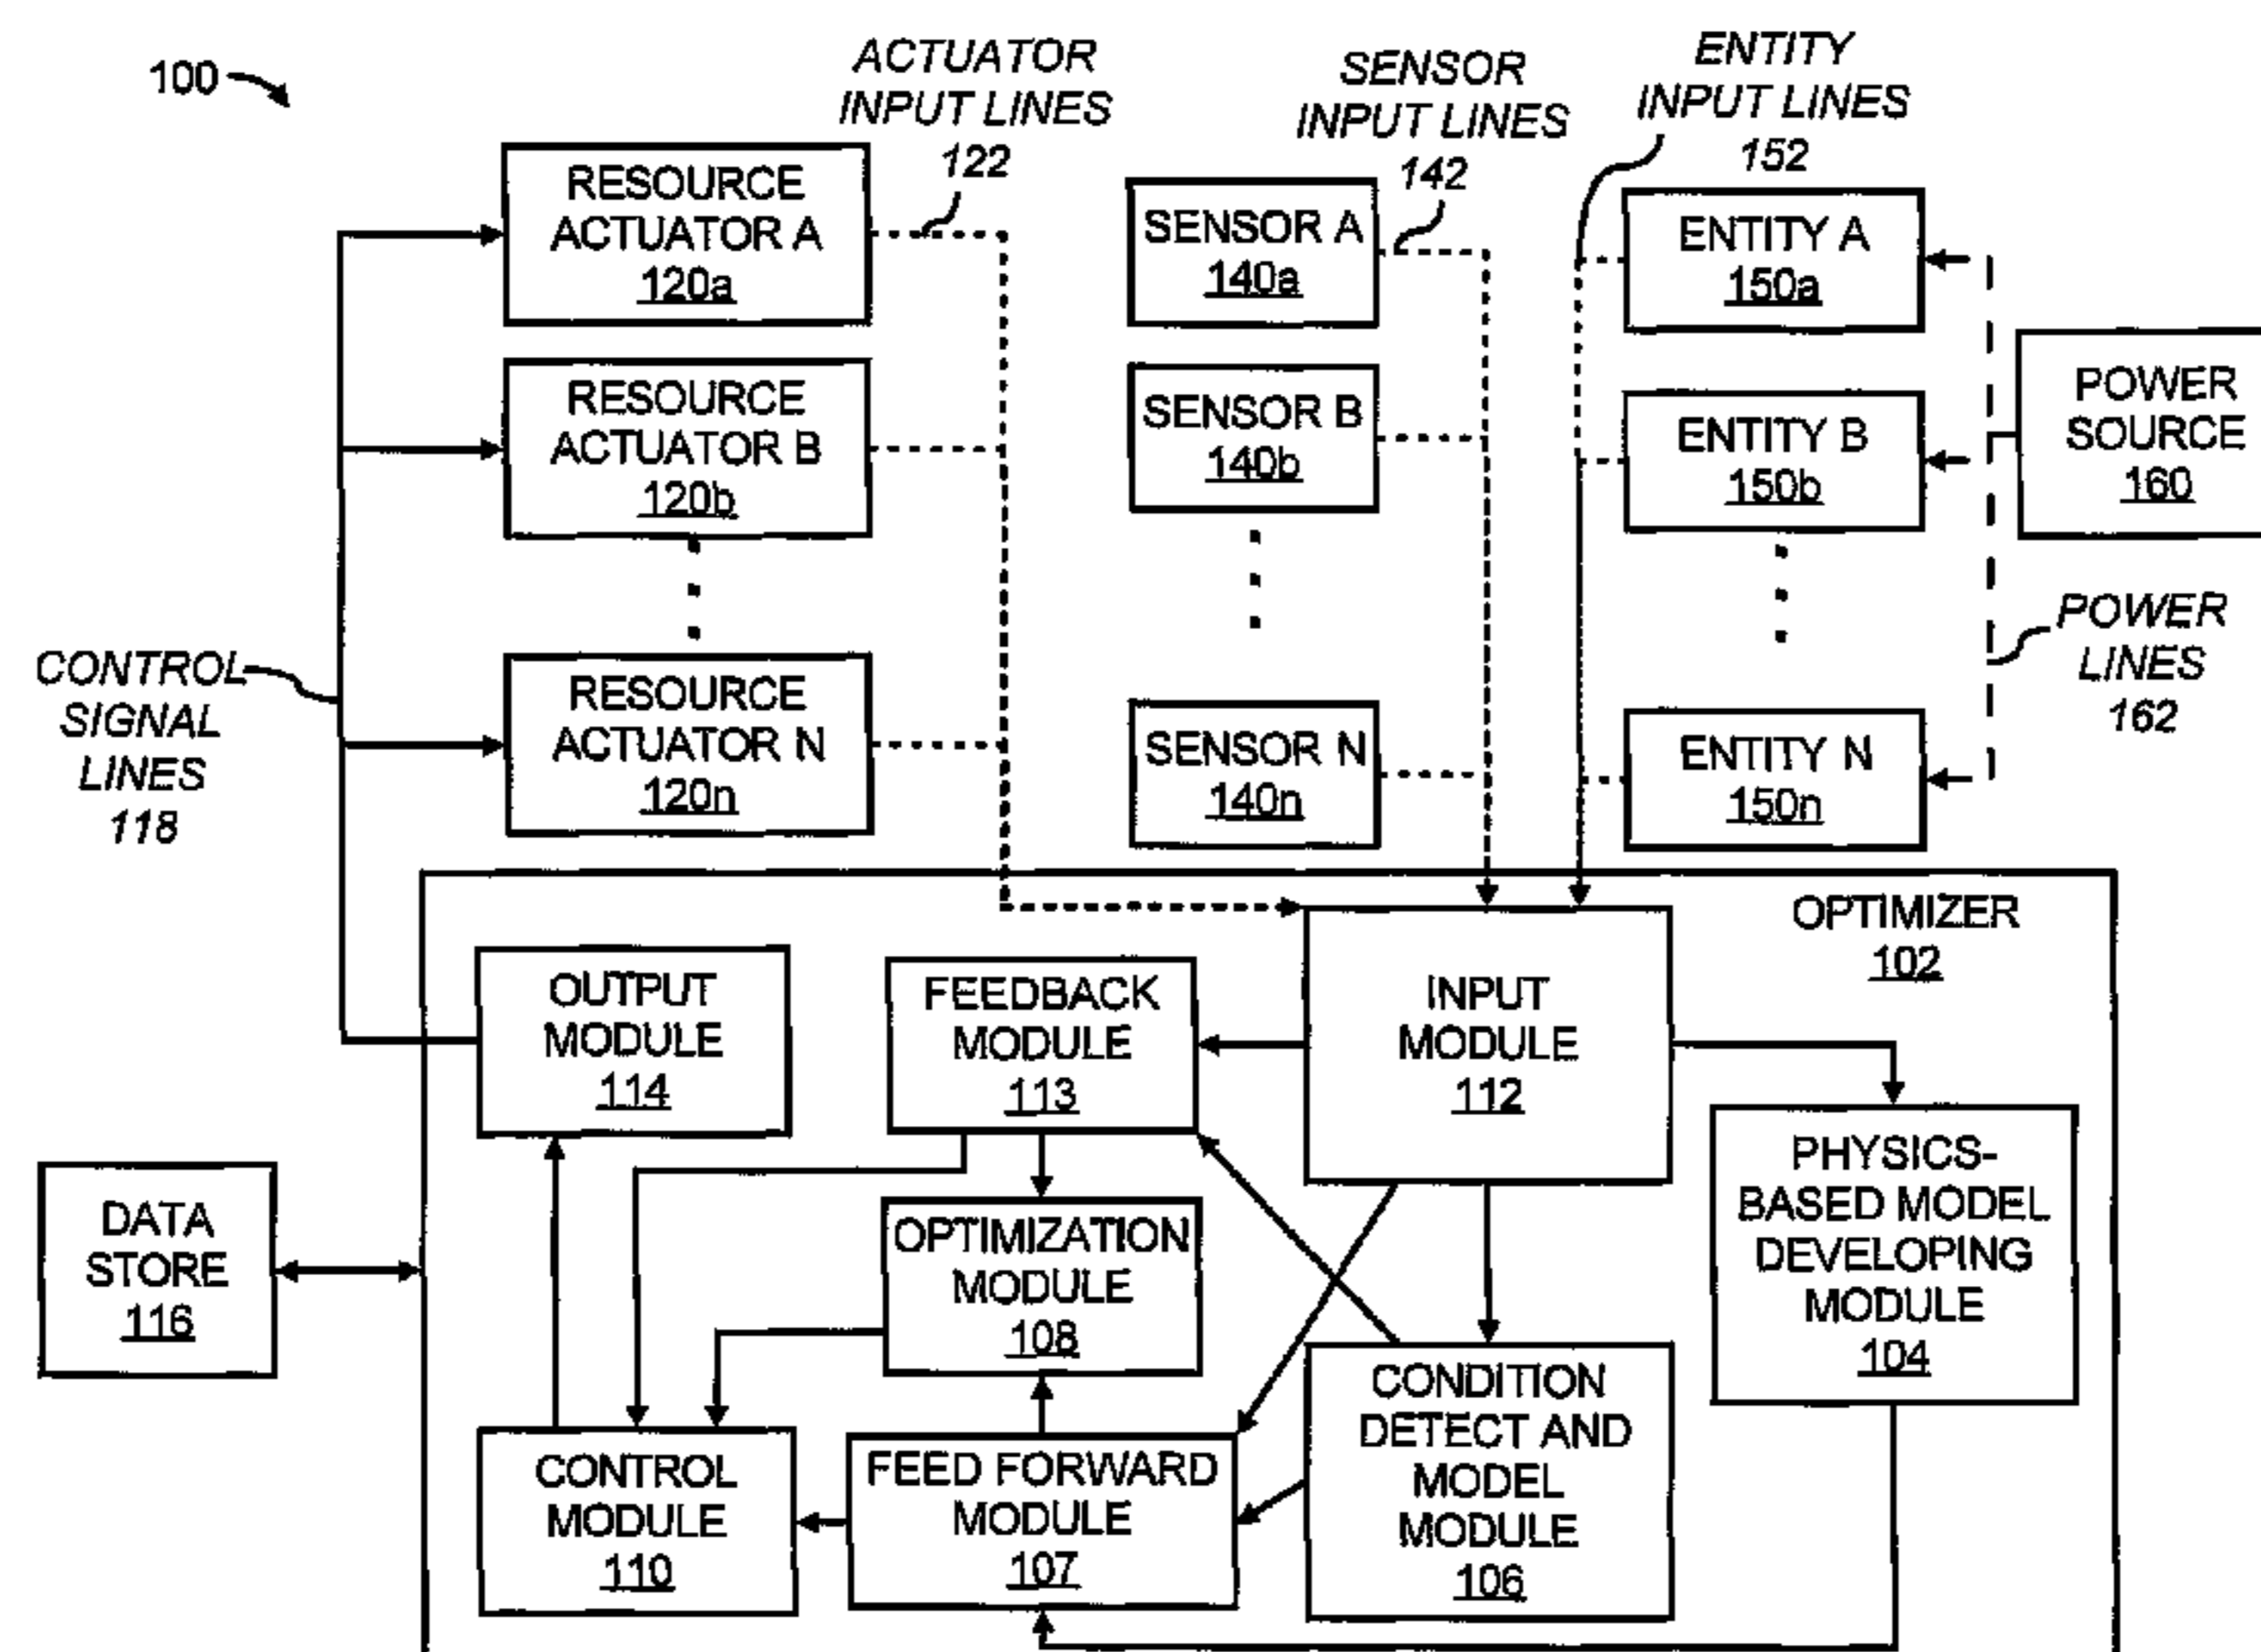 100
ACTUATOR
INPUT LINES
122
SENSOR
INPUT LINES
142
ENTITY
INPUT LINES
152
RESOURCE
ACTUATOR A
120a
SENSOR A
140a
ENTITY A
150a
RESOURCE
ACTUATOR B
120b
SENSOR B
140b
ENTITY B
150b
POWER
SOURCE
160
CONTROL
SIGNAL
LINES
118
RESOURCE
ACTUATOR N
120n
SENSOR N
140n
ENTITY N
150n
POWER
LINES
162
OPTIMIZER
102
OUTPUT
MODULE
114
FEEDBACK
MODULE
113
INPUT
MODULE
112
PHYSICS-
BASED MODEL
DEVELOPING
MODULE
104
DATA
STORE
116
OPTIMIZATION
MODULE
108
CONTROL
MODULE
110
FEED FORWARD
MODULE
107
CONDITION
DETECT AND
MODEL
MODULE
106